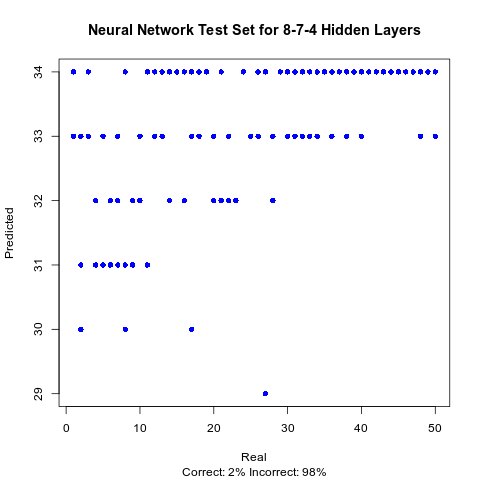 Neural Network Test Set for 8-7-4 Hidden Layers
Predicted
34
33
32
31
30
29
0 10 20 30 40 50
Real
Correct: 2% Incorrect: 98%